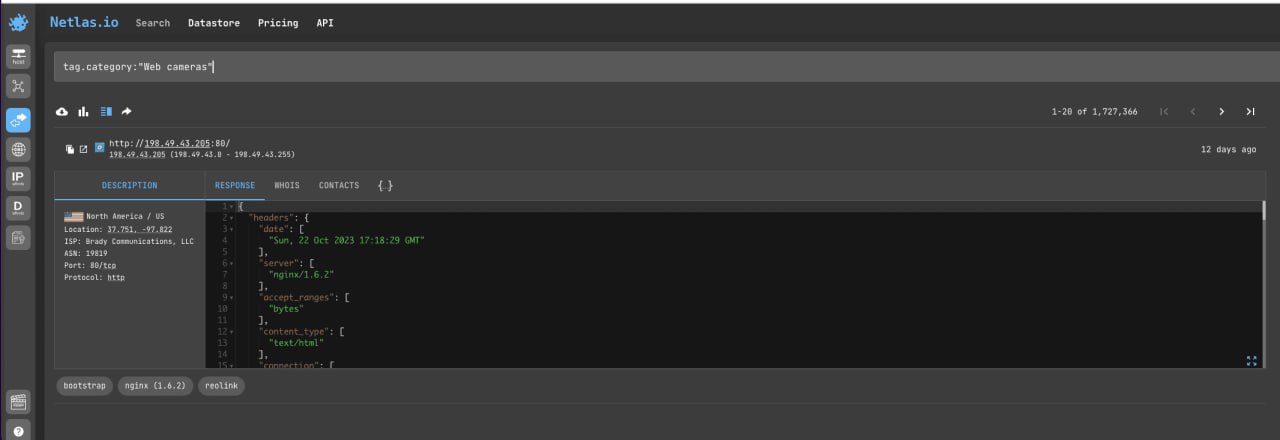 Netlas.io Search Datastore Pricing API
host
tag.category:"Web cameras"
1-20 of 1,727,366
http://198.49.43.205:80/
198.49.43.205 (198.49.43.0 - 198.49.43.255)
12 days ago
IP
whois
D
whois
DESCRIPTION
North America / US
Location: 37.751, -97.822
ISP: Brady Communications, LLC
ASN: 19819
Port: 80/tcp
Protocol: http
RESPONSE WHOIS CONTACTS {..}
1 {
2 "headers": {
3 "date": [
4 "Sun, 22 Oct 2023 17:18:29 GMT"
5 ],
6 "server": [
7 "nginx/1.6.2"
8 ],
9 "accept_ranges": [
10 "bytes"
11 ],
12 "content_type": [
13 "text/html"
14 ],
15 "connection": [
bootstrap nginx (1.6.2) reolink
?